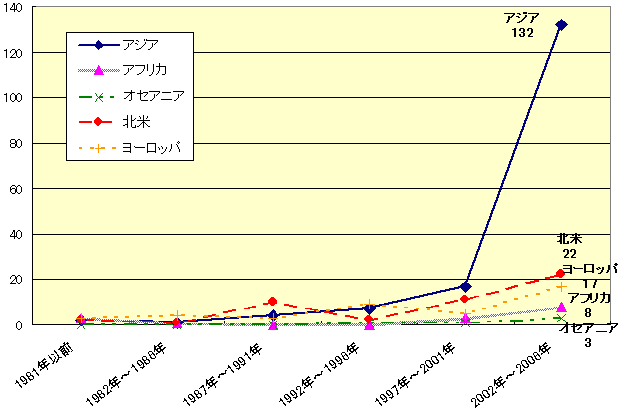 140
120
100
80
60
40
20
0
アジア
アフリカ
オセアニア
北米
ヨーロッパ
アジア
132
北米
22
ヨーロッパ
17
アフリカ
8
オセアニア
3
1981年以前
1982年～1986年
1987年～1991年
1992年～1996年
1997年～2001年
2002年～2006年